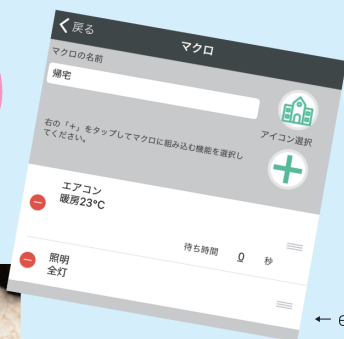 戻る
マクロ
マクロの名前
帰宅
アイコン選択
右の「+」をタップしてマクロに組み込む機能を選択し
てください。
エアコン
暖房23℃
待ち時間 0 秒
照明
全灯
←